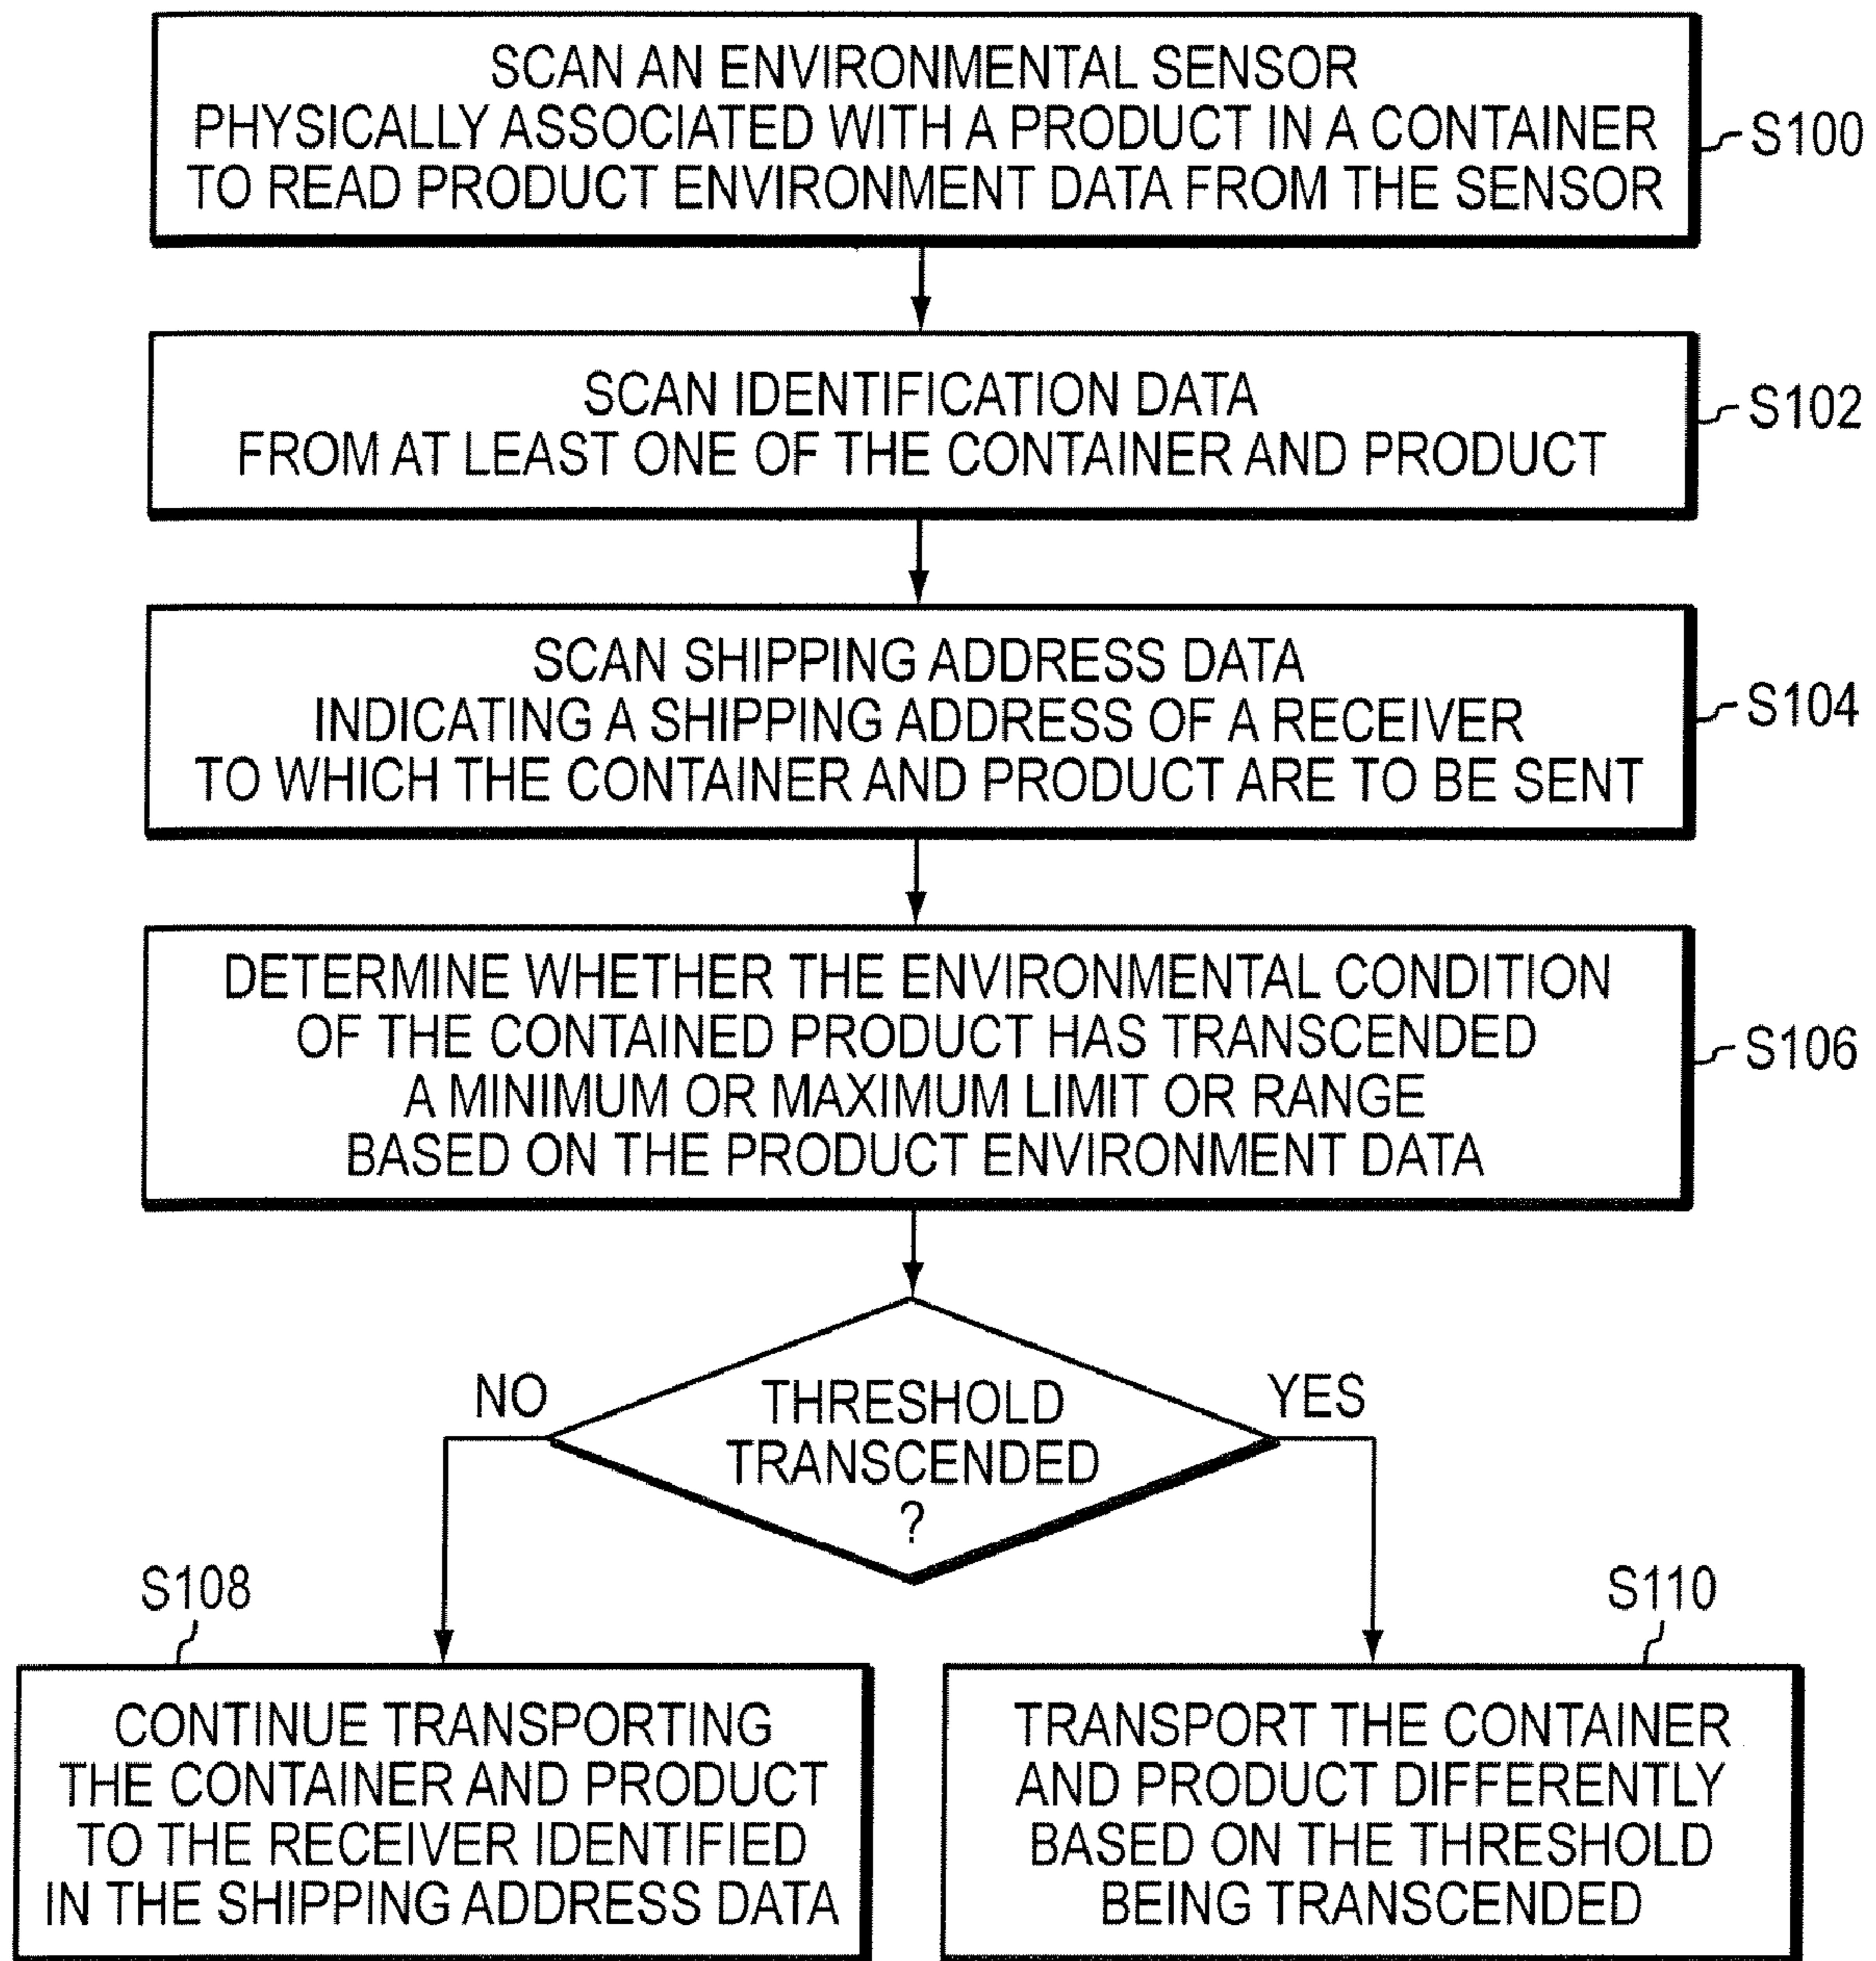 SCAN AN ENVIRONMENTAL SENSOR
PHYSICALLY ASSOCIATED WITH A PRODUCT IN A CONTAINER
TO READ PRODUCT ENVIRONMENT DATA FROM THE SENSOR
S100
SCAN IDENTIFICATION DATA
FROM AT LEAST ONE OF THE CONTAINER AND PRODUCT
S102
SCAN SHIPPING ADDRESS DATA
INDICATING A SHIPPING ADDRESS OF A RECEIVER
TO WHICH THE CONTAINER AND PRODUCT ARE TO BE SENT
S104
DETERMINE WHETHER THE ENVIRONMENTAL CONDITION
OF THE CONTAINED PRODUCT HAS TRANSCENDED
A MINIMUM OR MAXIMUM LIMIT OR RANGE
BASED ON THE PRODUCT ENVIRONMENT DATA
S106
NO
THRESHOLD
TRANSCENDED
?
YES
S108
CONTINUE TRANSPORTING
THE CONTAINER AND PRODUCT
TO THE RECEIVER IDENTIFIED
IN THE SHIPPING ADDRESS DATA
S110
TRANSPORT THE CONTAINER
AND PRODUCT DIFFERENTLY
BASED ON THE THRESHOLD
BEING TRANSCENDED